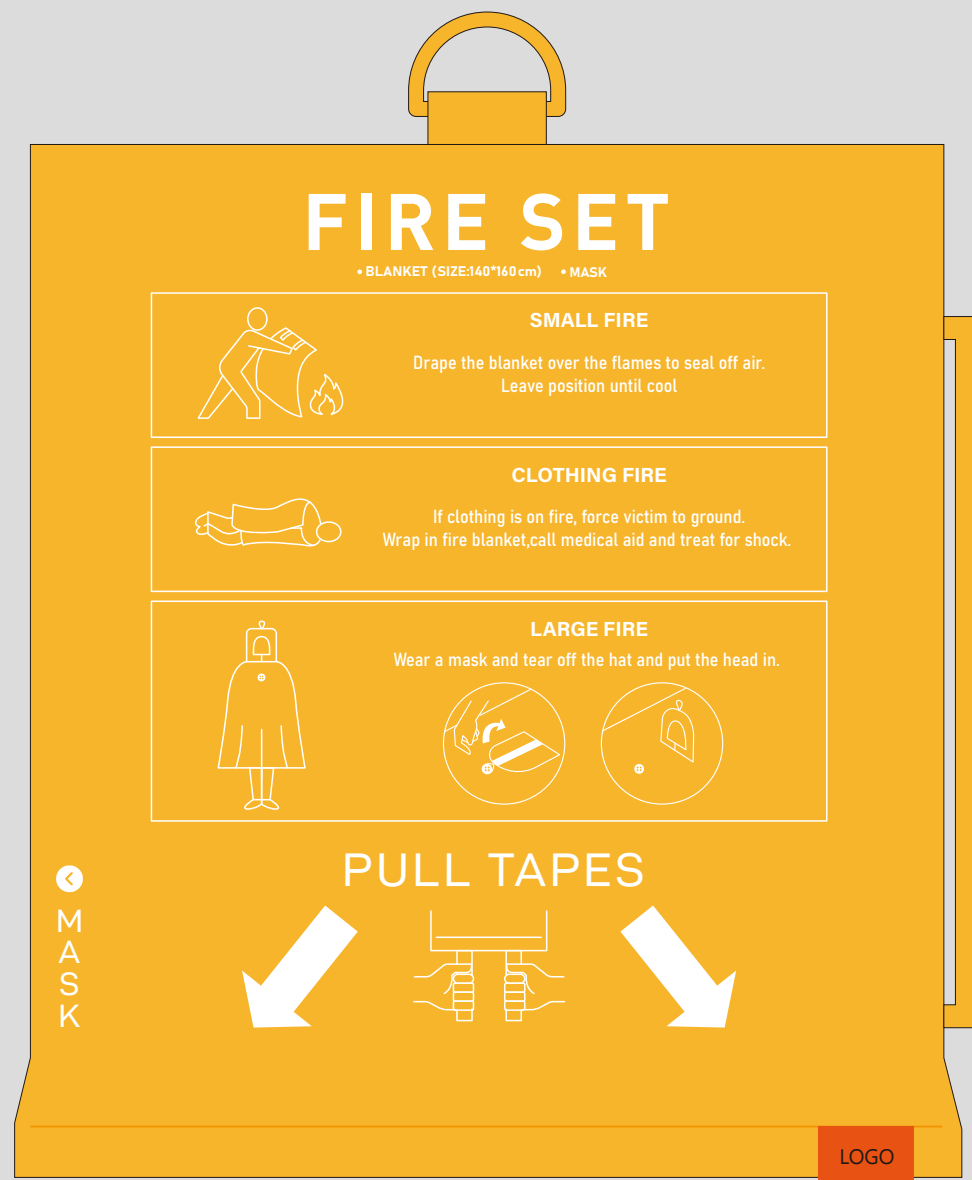 FIRE SET
• BLANKET (SIZE:140*160cm) • MASK
SMALL FIRE
Drape the blanket over the flames to seal off air.
Leave position until cool
CLOTHING FIRE
If clothing is on fire, force victim to ground.
Wrap in fire blanket,call medical aid and treat for shock.
LARGE FIRE
Wear a mask and tear off the hat and put the head in.
PULL TAPES
MASK
LOGO